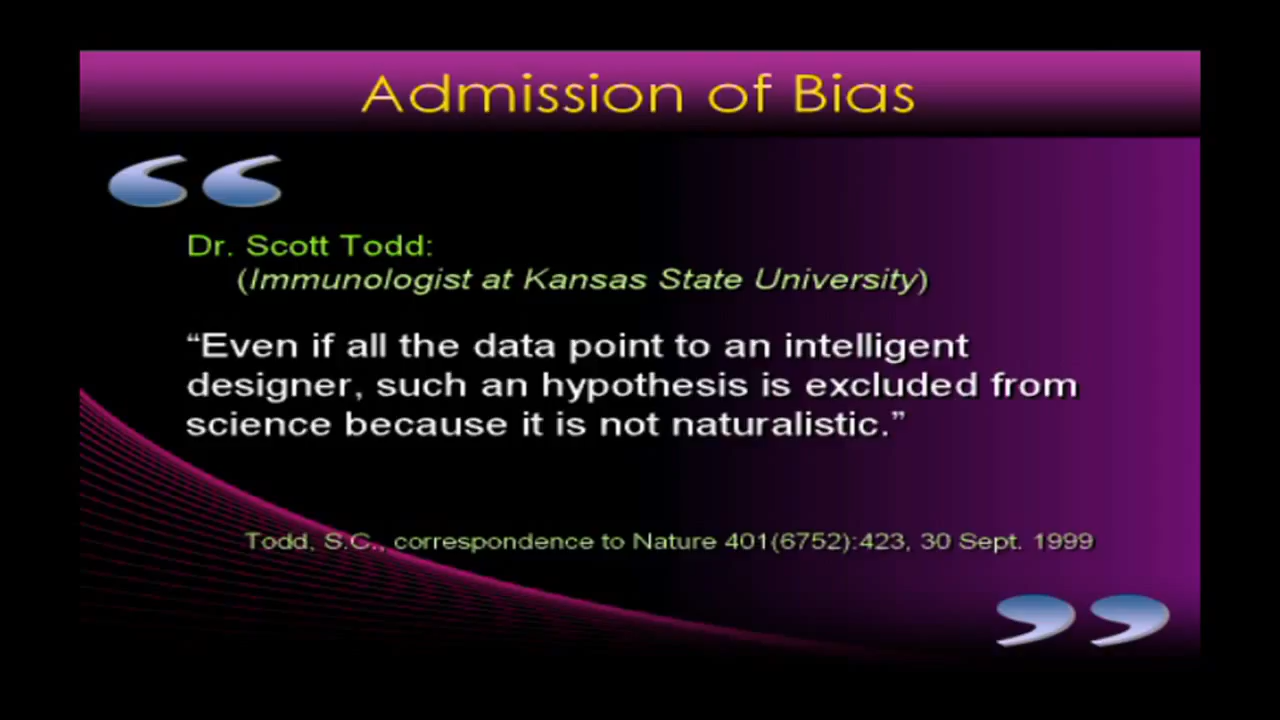 Admission of Bias
Dr. Scott Todd:
(Immunologist at Kansas State University)
“Even if all the data point to an intelligent
designer, such an hypothesis is excluded from
science because it is not naturalistic.”
Todd, S.C., correspondence to Nature 401(6752):423, 30 Sept. 1999